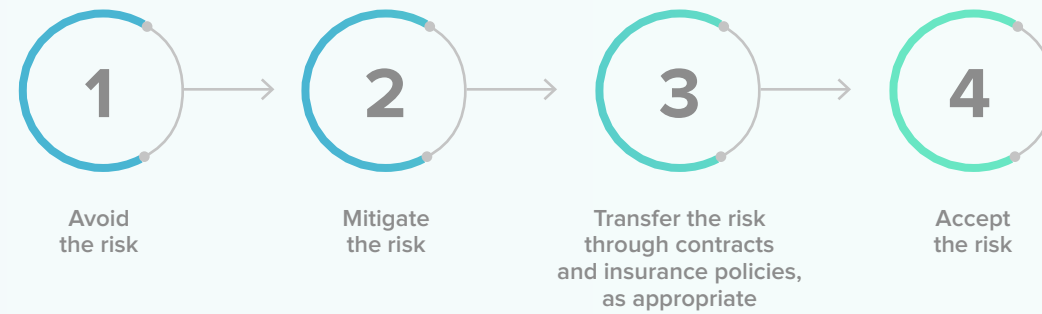 1
2
3
4
Avoid
the risk
Mitigate
the risk
Transfer the risk
through contracts
and insurance policies,
as appropriate
Accept
the risk